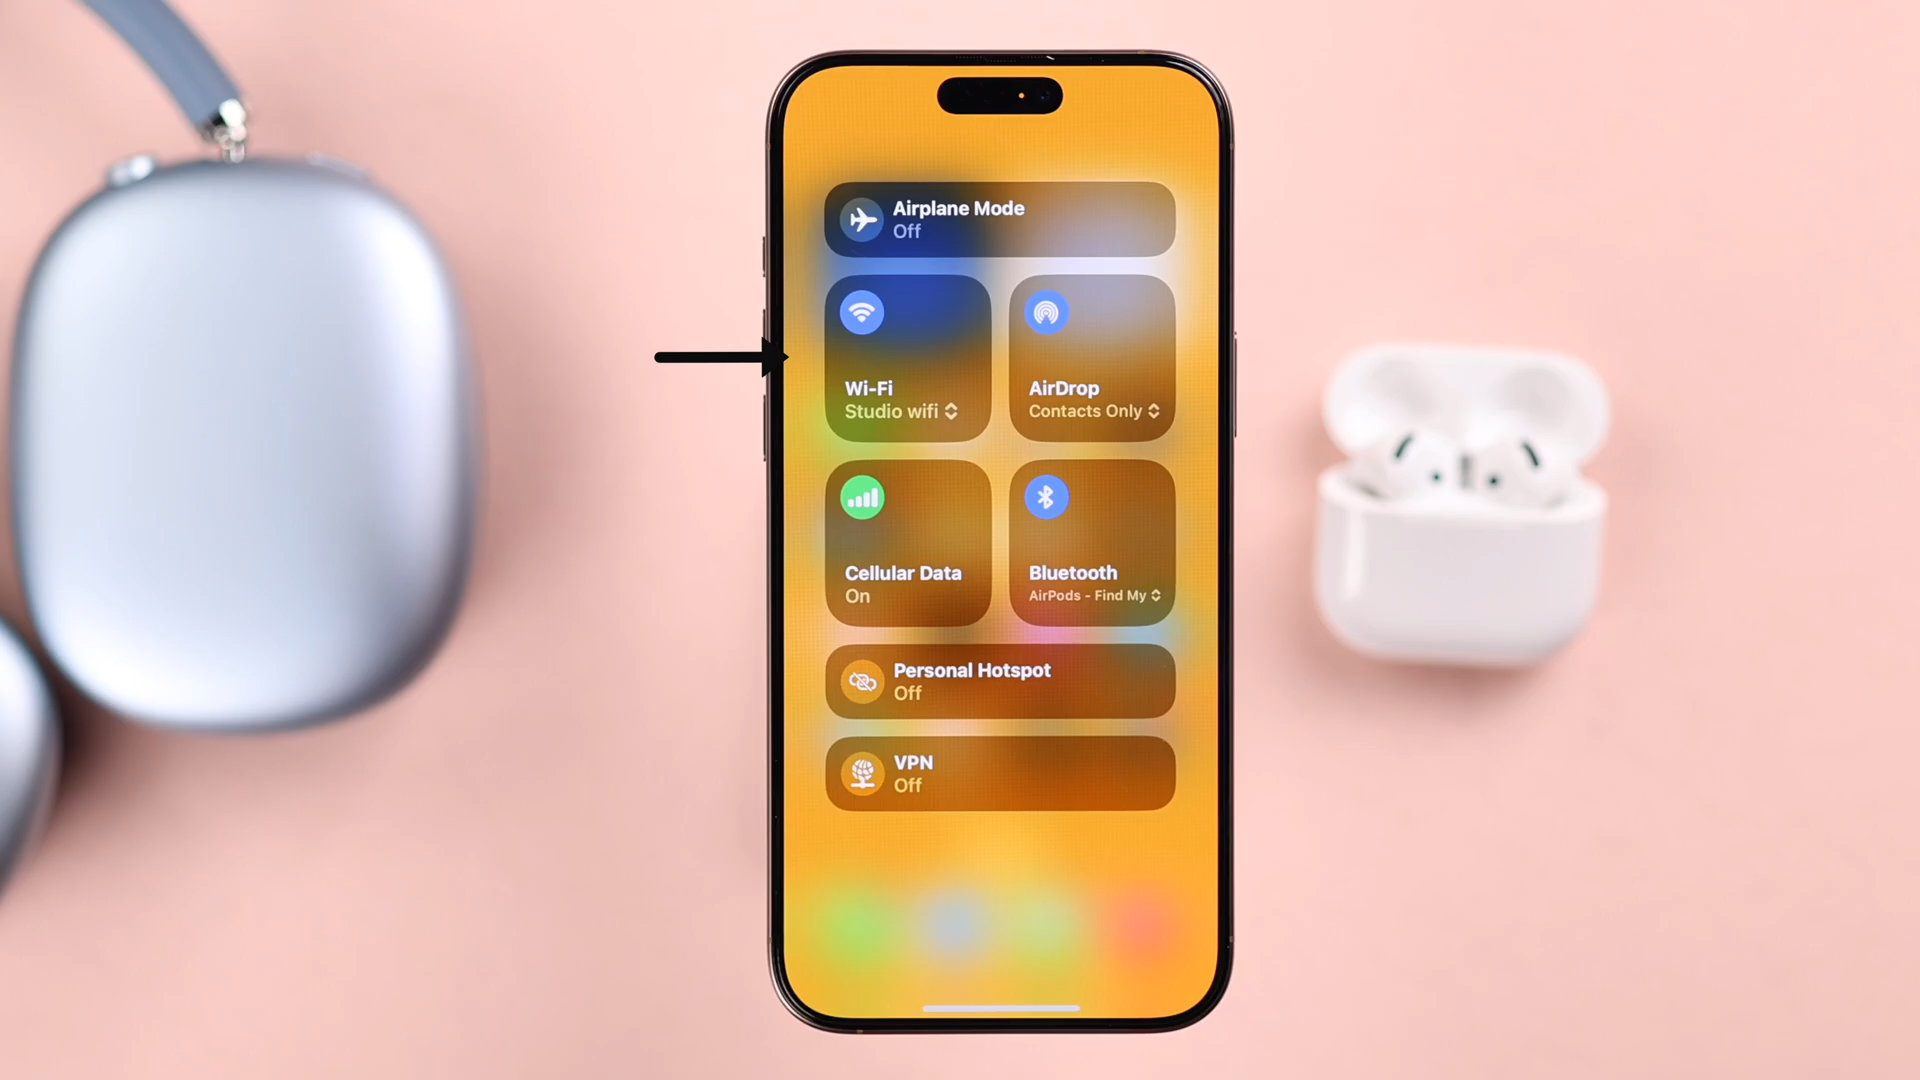 Airplane Mode
Off
Wi-Fi
Studio wifi
AirDrop
Contacts Only
Cellular Data
On
Bluetooth
AirPods - Find My
Personal Hotspot
Off
VPN
Off